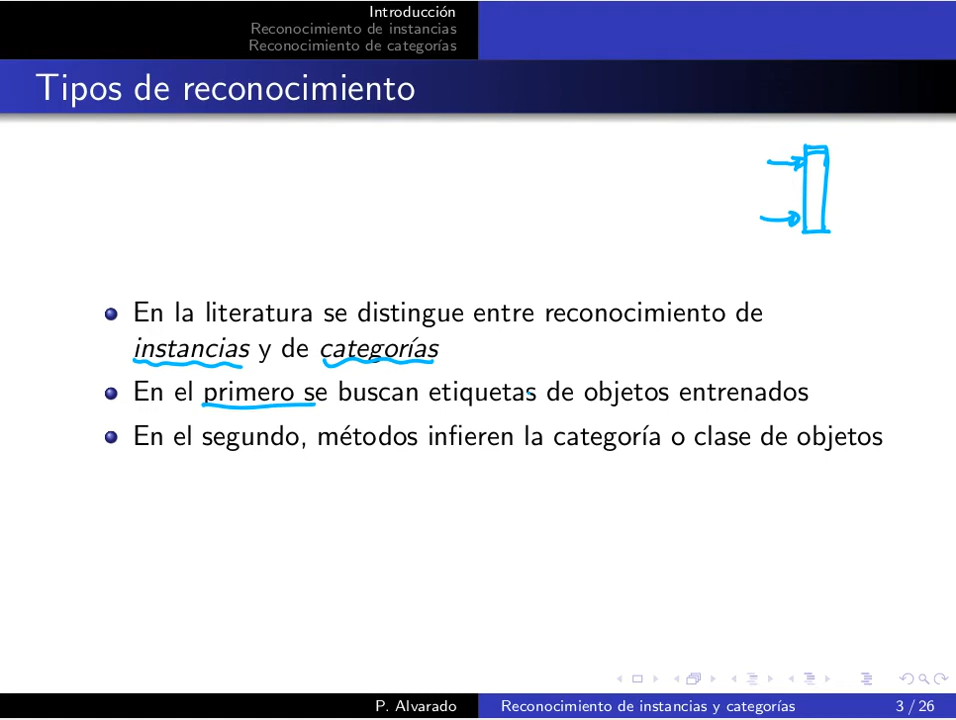 Introducción
Reconocimiento de instancias
Reconocimiento de categorías
Tipos de reconocimiento
En la literatura se distingue entre reconocimiento de
instancias y de categorías
En el primero se buscan etiquetas de objetos entrenados
En el segundo, métodos infieren la categoría o clase de objetos
P. Alvarado
Reconocimiento de instancias y categorías
3 / 26